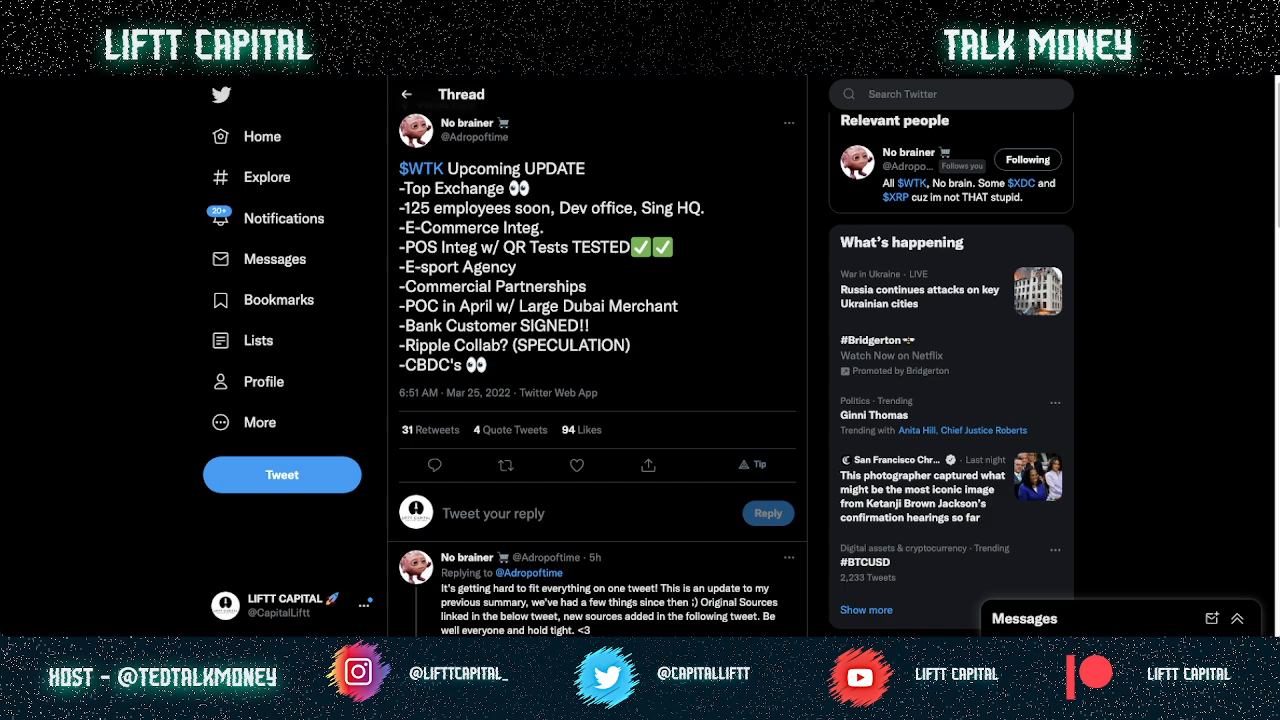 LIFTT CAPITAL
TALK MONEY
Home
Explore
20+
Notifications
Messages
Bookmarks
Lists
Profile
More
Tweet
LIFTT CAPITAL 🚀
@CapitalLiftt
Thread
No brainer 🛒
@Adropoftime
$WTK Upcoming UPDATE
-Top Exchange 👀
-125 employees soon, Dev office, Sing HQ.
-E-Commerce Integ.
-POS Integ w/ QR Tests TESTED✅✅
-E-sport Agency
-Commercial Partnerships
-POC in April w/ Large Dubai Merchant
-Bank Customer SIGNED!!
-Ripple Collab? (SPECULATION)
-CBDC's 👀
6:51 AM · Mar 25, 2022 · Twitter Web App
31 Retweets 4 Quote Tweets 94 Likes
Tip
Tweet your reply
Reply
No brainer 🛒 @Adropoftime · 5h
Replying to @Adropoftime
It's getting hard to fit everything on one tweet! This is an update to my
previous summary, we've had a few things since then :) Original Sources
linked in the below tweet, new sources added in the following tweet. Be
well everyone and hold tight. <3
Search Twitter
Relevant people
No brainer 🛒
@Adropo... Follows you
Following
All $WTK, No brain. Some $XDC and
$XRP cuz im not THAT stupid.
What's happening
War in Ukraine · LIVE
Russia continues attacks on key
Ukrainian cities
#Bridgerton
Watch Now on Netflix
Promoted by Bridgerton
Politics · Trending
Ginni Thomas
Trending with Anita Hill, Chief Justice Roberts
San Francisco Chr... · Last night
This photographer captured what
might be the most iconic image
from Ketanji Brown Jackson's
confirmation hearings so far
Digital assets & cryptocurrency · Trending
#BTCUSD
2,233 Tweets
Show more
Messages
HOST - @TEDTALKMONEY
@LIFTTCAPITAL_
@CAPITALLIFTT
LIFTT CAPITAL
LIFTT CAPITAL